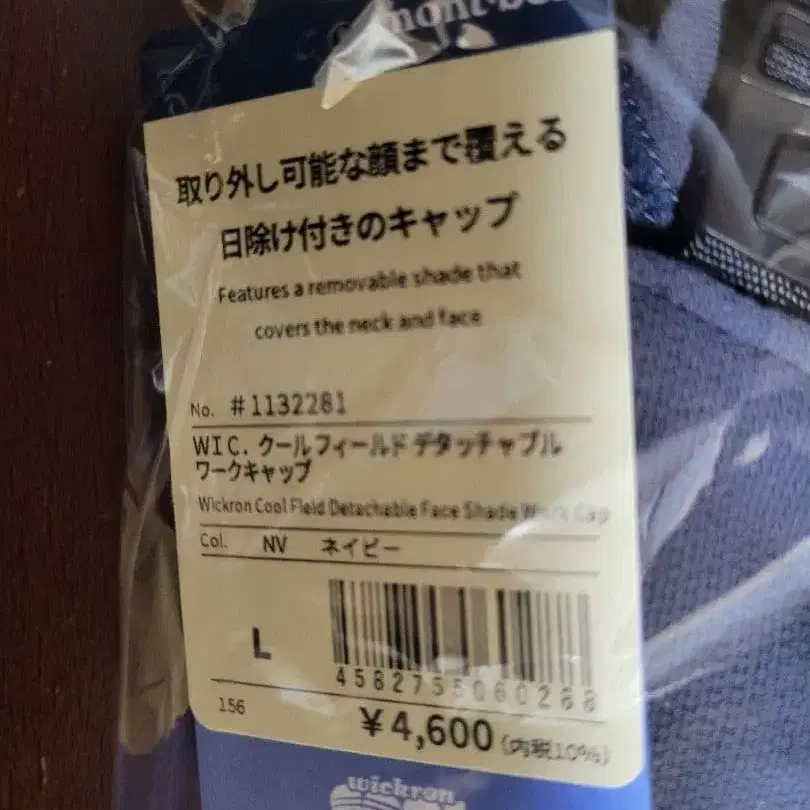 mont-be
取り外し可能な顔まで覆える
日除け付きのキャップ
Features a removable shade that
covers the neck and face
No. #1132281
WIC. クールフィールド デタッチャブル
ワークキャップ
Wickron Cool Field Detachable Face Shade Work Cap
Col. NV ネイビー
L
4582755060288
156
¥4,600 (内税10%)
wickron